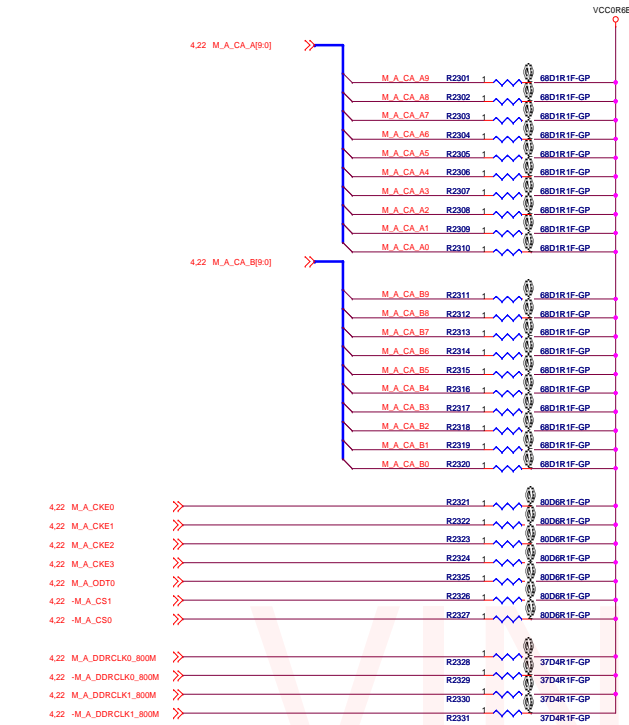 VCC0R6B
4,22 M_A_CA_A[9:0]
M_A_CA_A9 R2301 1 68D1R1F-GP
M_A_CA_A8 R2302 1 68D1R1F-GP
M_A_CA_A7 R2303 1 68D1R1F-GP
M_A_CA_A6 R2304 1 68D1R1F-GP
M_A_CA_A5 R2305 1 68D1R1F-GP
M_A_CA_A4 R2306 1 68D1R1F-GP
M_A_CA_A3 R2307 1 68D1R1F-GP
M_A_CA_A2 R2308 1 68D1R1F-GP
M_A_CA_A1 R2309 1 68D1R1F-GP
M_A_CA_A0 R2310 1 68D1R1F-GP
4,22 M_A_CA_B[9:0]
M_A_CA_B9 R2311 1 68D1R1F-GP
M_A_CA_B8 R2312 1 68D1R1F-GP
M_A_CA_B7 R2313 1 68D1R1F-GP
M_A_CA_B6 R2314 1 68D1R1F-GP
M_A_CA_B5 R2315 1 68D1R1F-GP
M_A_CA_B4 R2316 1 68D1R1F-GP
M_A_CA_B3 R2317 1 68D1R1F-GP
M_A_CA_B2 R2318 1 68D1R1F-GP
M_A_CA_B1 R2319 1 68D1R1F-GP
M_A_CA_B0 R2320 1 68D1R1F-GP
4,22 M_A_CKE0 R2321 1 80D6R1F-GP
4,22 M_A_CKE1 R2322 1 80D6R1F-GP
4,22 M_A_CKE2 R2323 1 80D6R1F-GP
4,22 M_A_CKE3 R2324 1 80D6R1F-GP
4,22 M_A_ODT0 R2325 1 80D6R1F-GP
4,22 -M_A_CS1 R2326 1 80D6R1F-GP
4,22 -M_A_CS0 R2327 1 80D6R1F-GP
4,22 M_A_DDRCLK0_800M R2328 1 37D4R1F-GP
4,22 -M_A_DDRCLK0_800M R2329 1 37D4R1F-GP
4,22 M_A_DDRCLK1_800M R2330 1 37D4R1F-GP
4,22 -M_A_DDRCLK1_800M R2331 1 37D4R1F-GP